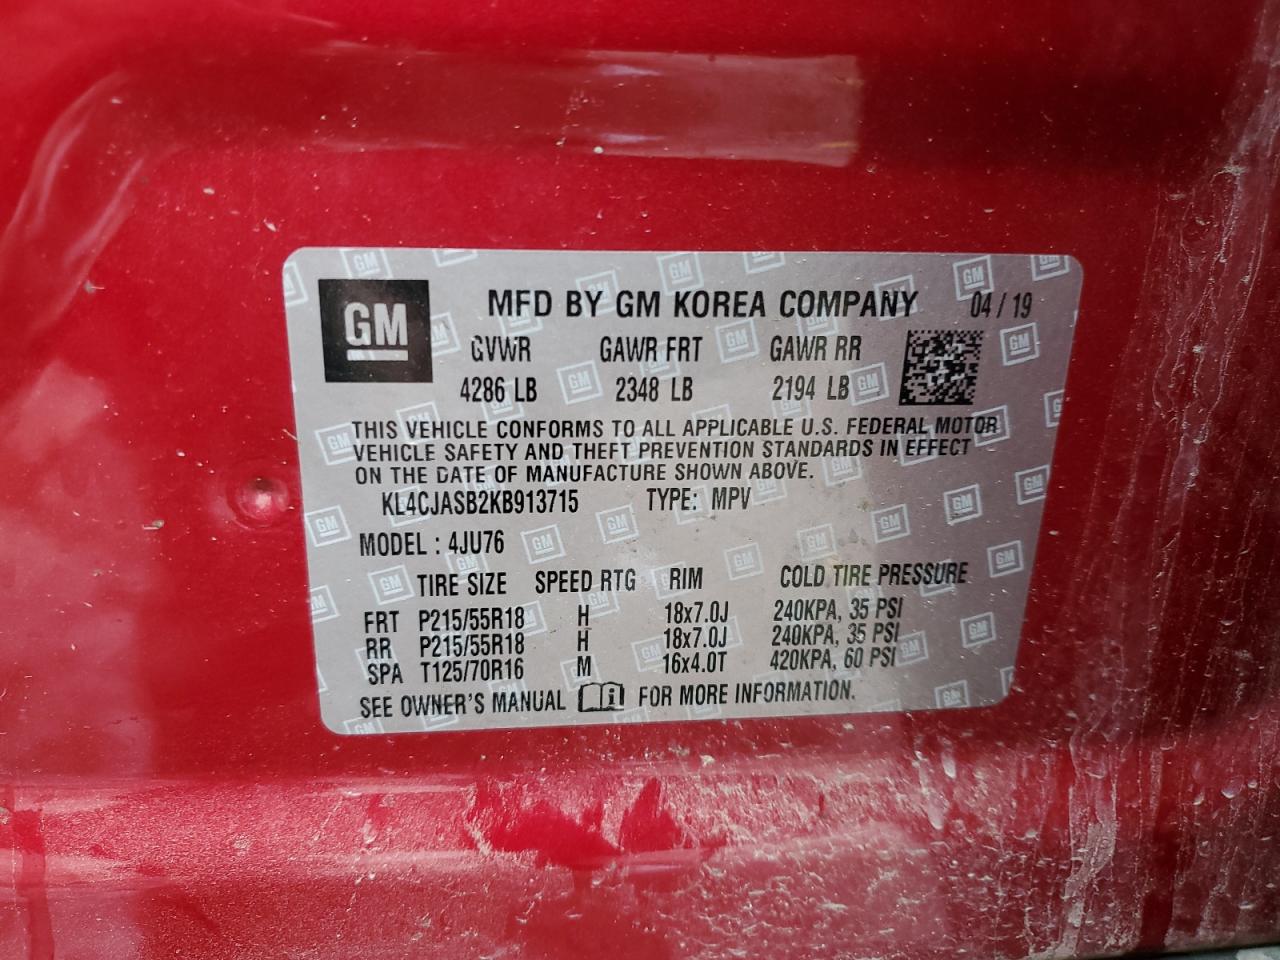 GM
MFD BY GM KOREA COMPANY 04 / 19
GVWR GAWR FRT GAWR RR
4286 LB 2348 LB 2194 LB
THIS VEHICLE CONFORMS TO ALL APPLICABLE U.S. FEDERAL MOTOR
VEHICLE SAFETY AND THEFT PREVENTION STANDARDS IN EFFECT
ON THE DATE OF MANUFACTURE SHOWN ABOVE.
KL4CJASB2KB913715 TYPE: MPV
MODEL : 4JU76
TIRE SIZE SPEED RTG RIM COLD TIRE PRESSURE
FRT P215/55R18 H 18x7.0J 240KPA, 35 PSI
RR P215/55R18 H 18x7.0J 240KPA, 35 PSI
SPA T125/70R16 M 16x4.0T 420KPA, 60 PSI
SEE OWNER'S MANUAL FOR MORE INFORMATION.